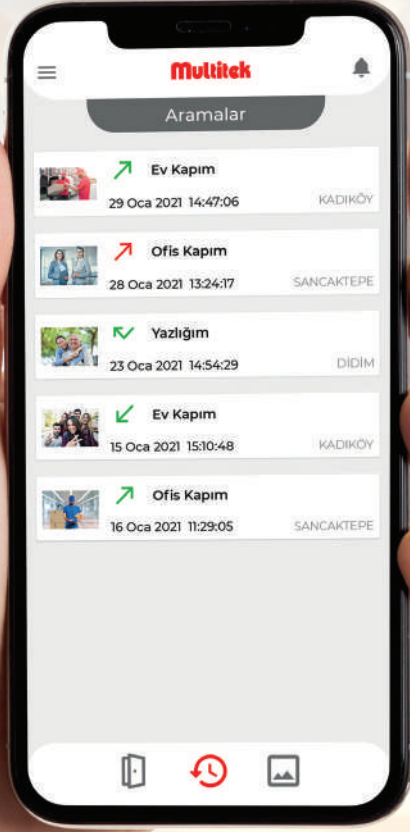 Multitek
Aramalar
Ev Kapım
29 Oca 2021 14:47:06 KADIKÖY
Ofis Kapım
28 Oca 2021 13:24:17 SANCAKTEPE
Yazlığım
23 Oca 2021 14:54:29 DİDİM
Ev Kapım
15 Oca 2021 15:10:48 KADIKÖY
Ofis Kapım
16 Oca 2021 11:29:05 SANCAKTEPE